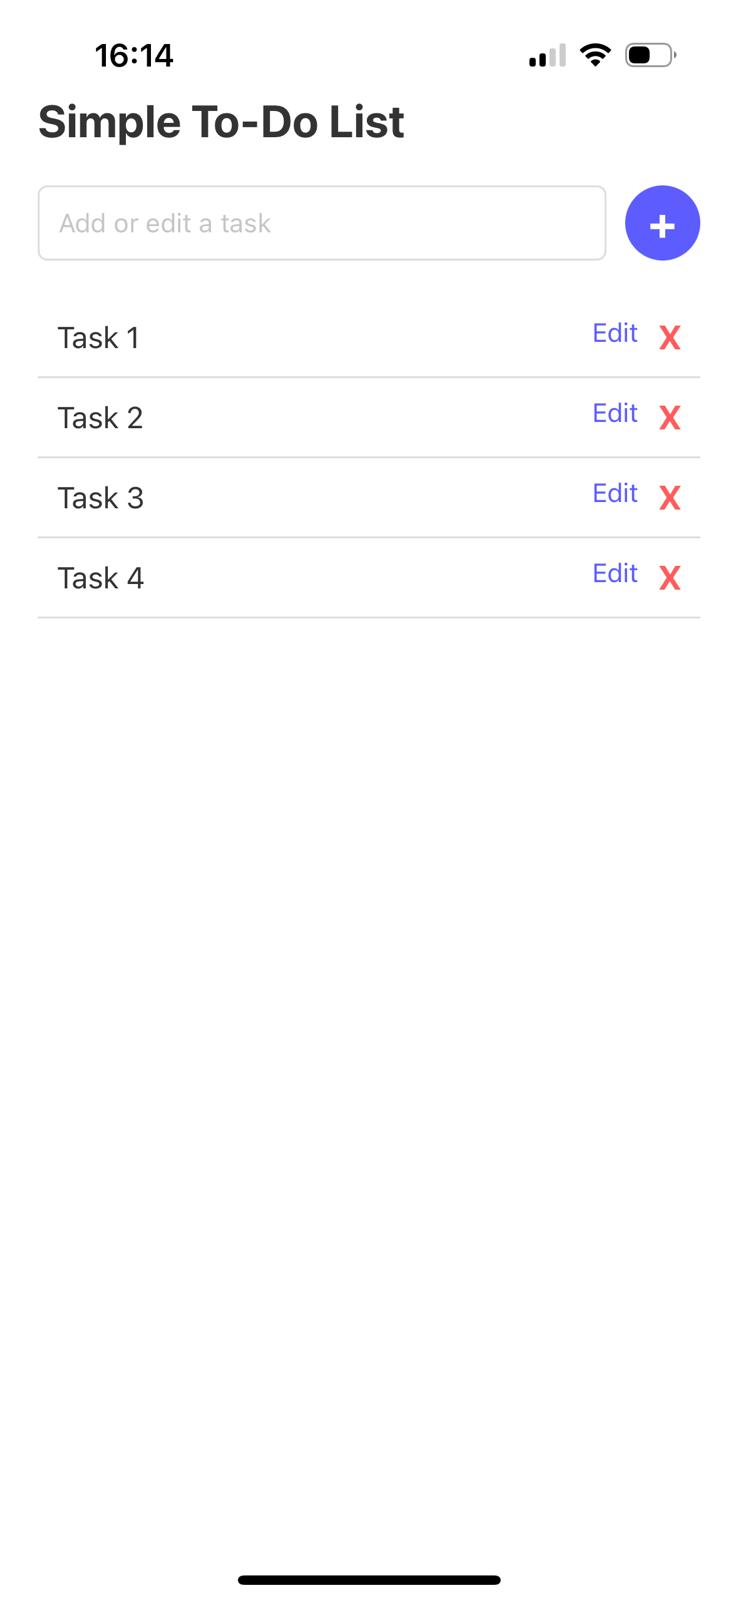 16:14
Simple To-Do List
Add or edit a task
+
Task 1 Edit X
Task 2 Edit X
Task 3 Edit X
Task 4 Edit X